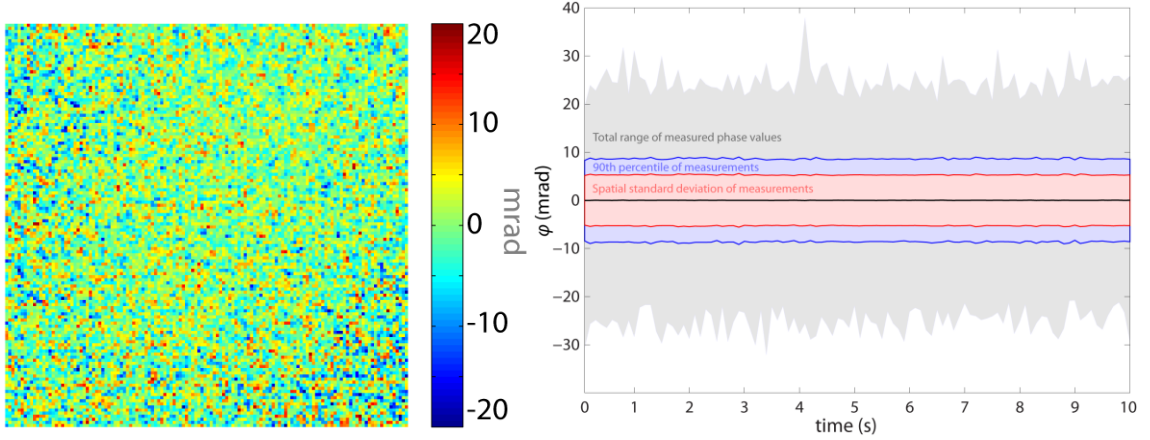 20
10
0
-10
-20
mrad
40
30
20
10
0
−10
−20
−30
φ (mrad)
Total range of measured phase values
90th percentile of measurements
Spatial standard deviation of measurements
0 1 2 3 4 5 6 7 8 9 10
time (s)